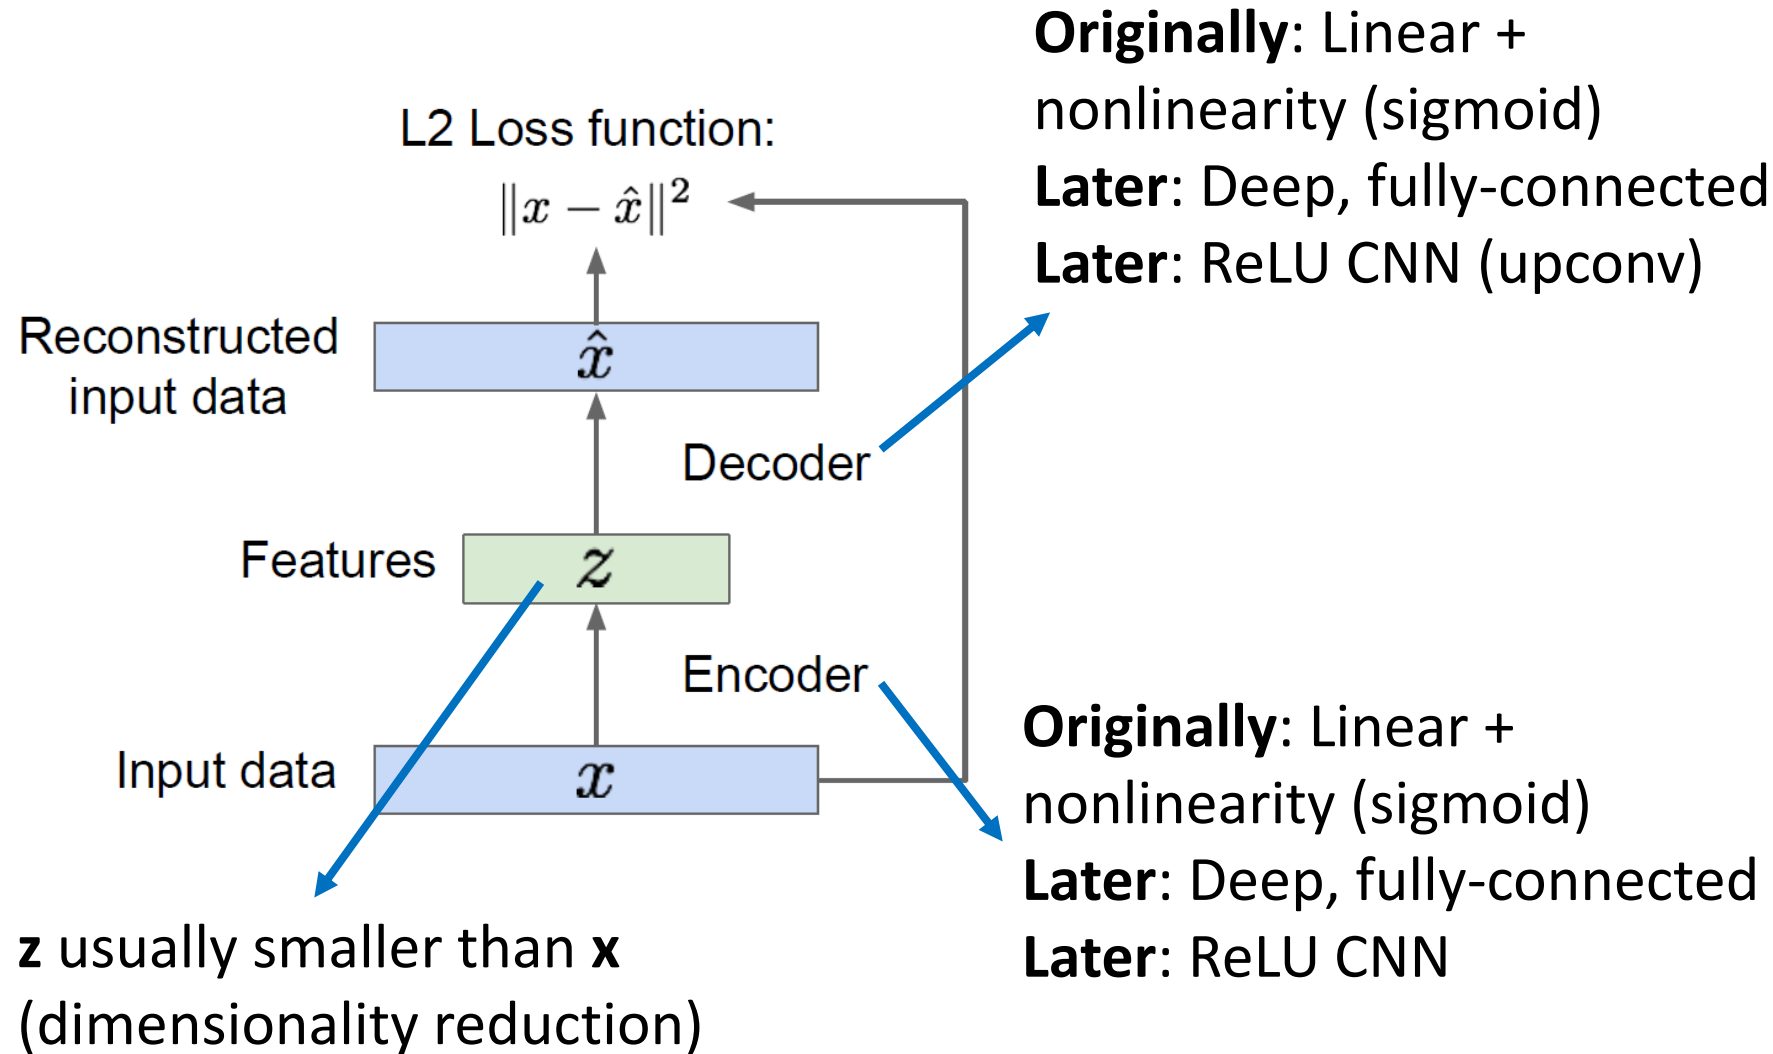 Originally: Linear +
nonlinearity (sigmoid)
Later: Deep, fully-connected
Later: ReLU CNN (upconv)
L2 Loss function:
‖x − x̂‖²
Reconstructed
input data
x̂
Decoder
Features
z
Encoder
Input data
x
Originally: Linear +
nonlinearity (sigmoid)
Later: Deep, fully-connected
Later: ReLU CNN
z usually smaller than x
(dimensionality reduction)